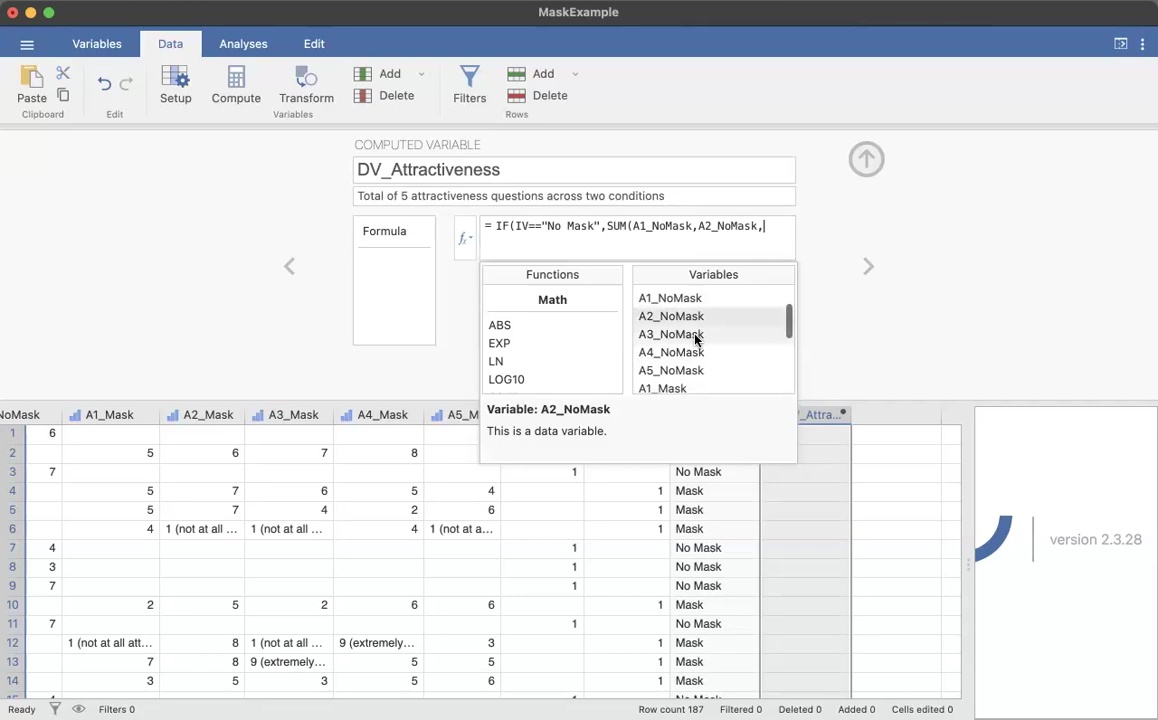 MaskExample
Variables Data Analyses Edit
Paste
Clipboard
Edit
Setup Compute Transform Add Delete
Variables
Filters Add Delete
Rows
COMPUTED VARIABLE
DV_Attractiveness
Total of 5 attractiveness questions across two conditions
Formula
fx
= IF(IV=="No Mask",SUM(A1_NoMask,A2_NoMask,
Functions Variables
Math
ABS
EXP
LN
LOG10
A1_NoMask
A2_NoMask
A3_NoMask
A4_NoMask
A5_NoMask
A1_Mask
Variable: A2_NoMask
This is a data variable.
NoMask A1_Mask A2_Mask A3_Mask A4_Mask A5_M _Attra...
1 6
2 5 6 7 8
3 7 1 No Mask
4 5 7 6 5 4 1 Mask
5 5 7 4 2 6 1 Mask
6 4 1 (not at all ... 1 (not at all ... 4 1 (not at a... 1 Mask
7 4 1 No Mask
8 3 1 No Mask
9 7 1 No Mask
10 2 5 2 6 6 1 Mask
11 7 1 No Mask
12 1 (not at all att... 8 1 (not at all ... 9 (extremely... 3 1 Mask
13 7 8 9 (extremely... 5 5 1 Mask
14 3 5 3 5 6 1 Mask
version 2.3.28
Ready Filters 0 Row count 187 Filtered 0 Deleted 0 Added 0 Cells edited 0